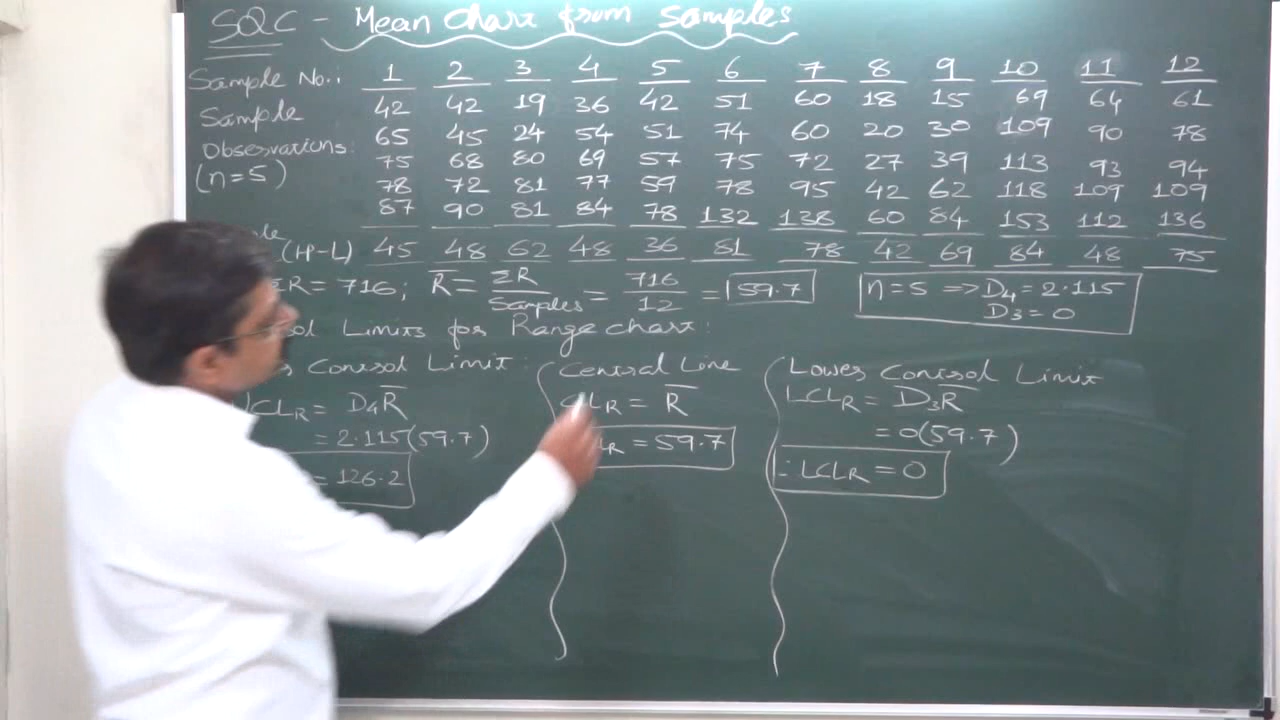 SQC - Mean Chart from Samples
Sample No.: 1 2 3 4 5 6 7 8 9 10 11 12
Sample 42 42 19 36 42 51 60 18 15 69 64 61
Observations: 65 45 24 54 51 74 60 20 30 109 90 78
(n=5) 75 68 80 69 57 75 72 27 39 113 93 94
78 72 81 77 59 78 95 42 62 118 109 109
87 90 81 84 78 132 138 60 84 153 112 136
(H-L) 45 48 62 48 36 81 78 42 69 84 48 75
ΣR = 716; R̅ = ΣR/Samples = 716/12 = 59.7
n=5 ⇒ D4 = 2.115
D3 = 0
Limits for Range chart:
Control Limit:
CLR = D4R̅
= 2.115(59.7)
= 126.2
Central Line
LR = R̅
LR = 59.7
Lower Control Limit
LCLR = D3R̅
= 0(59.7)
∴ LCLR = 0